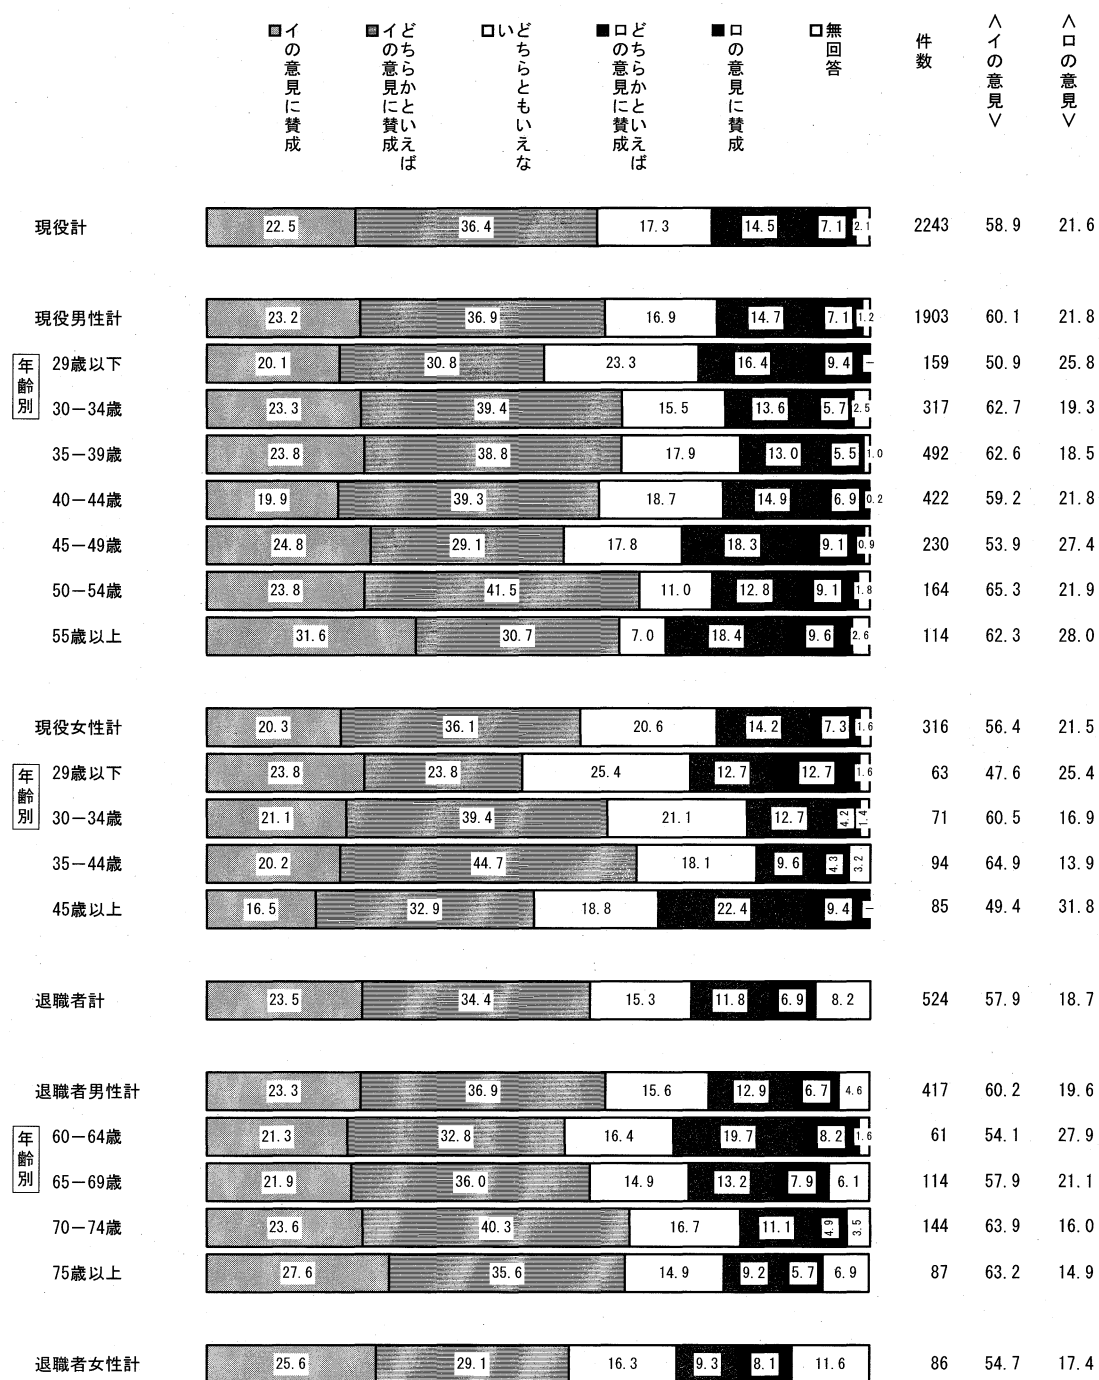 イの意見に賛成
どちらかといえば
イの意見に賛成
どちらともいえな
い
どちらかといえば
ロの意見に賛成
ロの意見に賛成
無回答
件数
<イの意見>
<ロの意見>
現役計 22.5 36.4 17.3 14.5 7.1 2.1 2243 58.9 21.6
現役男性計 23.2 36.9 16.9 14.7 7.1 1.2 1903 60.1 21.8
年齢別
29歳以下 20.1 30.8 23.3 16.4 9.4 － 159 50.9 25.8
30－34歳 23.3 39.4 15.5 13.6 5.7 2.5 317 62.7 19.3
35－39歳 23.8 38.8 17.9 13.0 5.5 1.0 492 62.6 18.5
40－44歳 19.9 39.3 18.7 14.9 6.9 0.2 422 59.2 21.8
45－49歳 24.8 29.1 17.8 18.3 9.1 0.9 230 53.9 27.4
50－54歳 23.8 41.5 11.0 12.8 9.1 1.8 164 65.3 21.9
55歳以上 31.6 30.7 7.0 18.4 9.6 2.6 114 62.3 28.0
現役女性計 20.3 36.1 20.6 14.2 7.3 1.6 316 56.4 21.5
年齢別
29歳以下 23.8 23.8 25.4 12.7 12.7 1.6 63 47.6 25.4
30－34歳 21.1 39.4 21.1 12.7 4.2 1.4 71 60.5 16.9
35－44歳 20.2 44.7 18.1 9.6 4.3 3.2 94 64.9 13.9
45歳以上 16.5 32.9 18.8 22.4 9.4 － 85 49.4 31.8
退職者計 23.5 34.4 15.3 11.8 6.9 8.2 524 57.9 18.7
退職者男性計 23.3 36.9 15.6 12.9 6.7 4.6 417 60.2 19.6
年齢別
60－64歳 21.3 32.8 16.4 19.7 8.2 1.6 61 54.1 27.9
65－69歳 21.9 36.0 14.9 13.2 7.9 6.1 114 57.9 21.1
70－74歳 23.6 40.3 16.7 11.1 4.9 3.5 144 63.9 16.0
75歳以上 27.6 35.6 14.9 9.2 5.7 6.9 87 63.2 14.9
退職者女性計 25.6 29.1 16.3 9.3 8.1 11.6 86 54.7 17.4